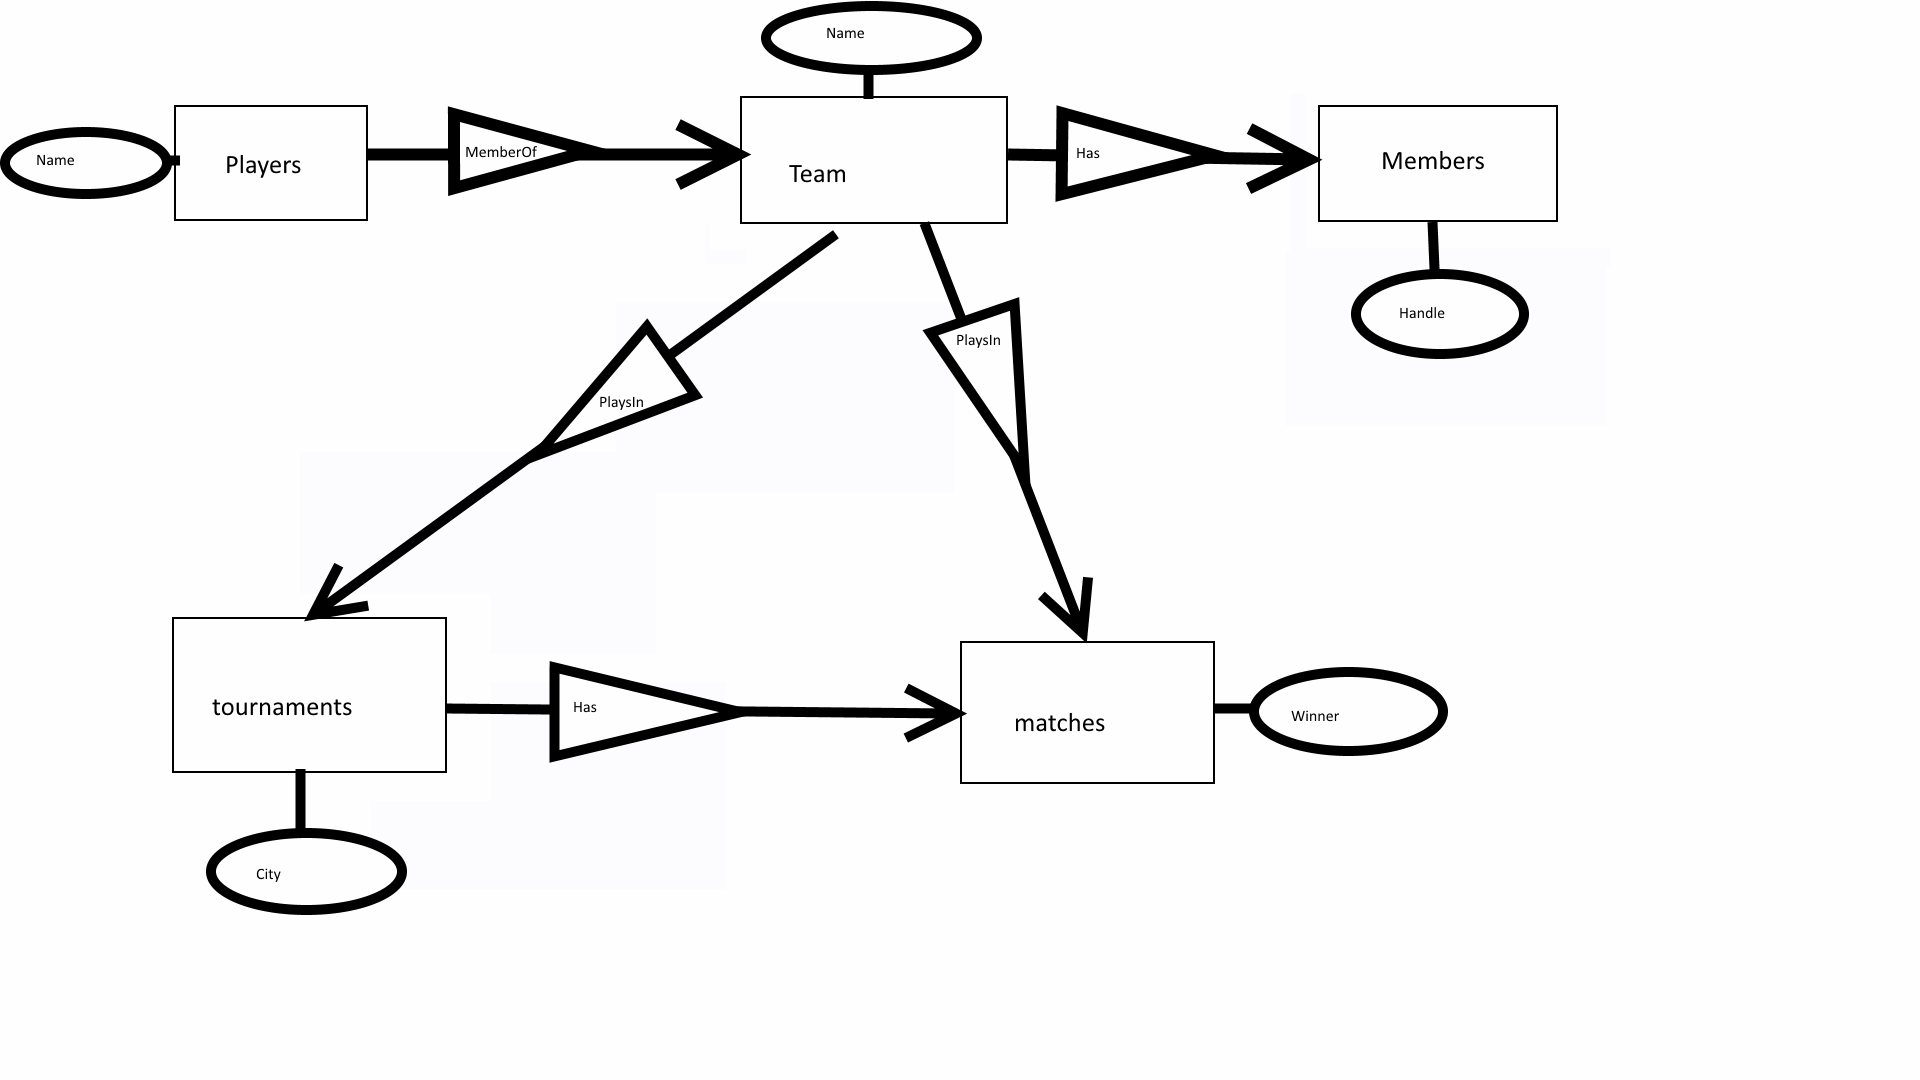 Name
Name
Players
MemberOf
Team
Has
Members
Handle
PlaysIn
PlaysIn
tournaments
Has
matches
Winner
City